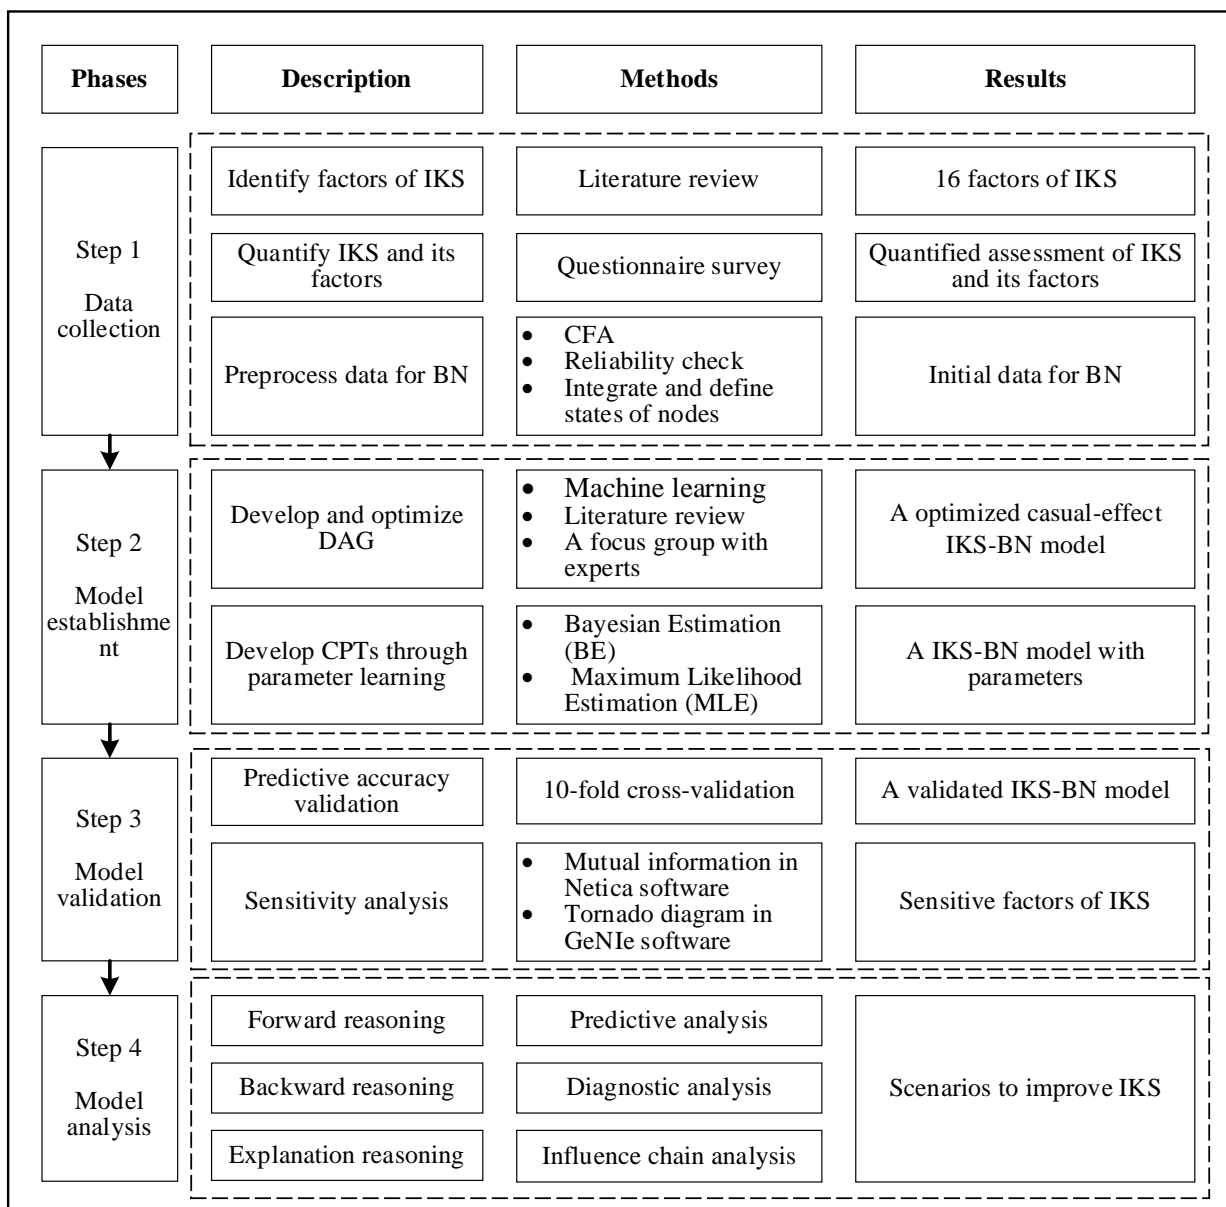 Phases
Description
Methods
Results
Step 1
Data
collection
Identify factors of IKS
Literature review
16 factors of IKS
Quantify IKS and its
factors
Questionnaire survey
Quantified assessment of IKS
and its factors
Preprocess data for BN
• CFA
• Reliability check
• Integrate and define
states of nodes
Initial data for BN
Step 2
Model
establishme
nt
Develop and optimize
DAG
• Machine learning
• Literature review
• A focus group with
experts
A optimized casual-effect
IKS-BN model
Develop CPTs through
parameter learning
• Bayesian Estimation
(BE)
• Maximum Likelihood
Estimation (MLE)
A IKS-BN model with
parameters
Step 3
Model
validation
Predictive accuracy
validation
10-fold cross-validation
A validated IKS-BN model
Sensitivity analysis
• Mutual information in
Netica software
• Tornado diagram in
GeNIe software
Sensitive factors of IKS
Step 4
Model
analysis
Forward reasoning
Predictive analysis
Backward reasoning
Diagnostic analysis
Explanation reasoning
Influence chain analysis
Scenarios to improve IKS